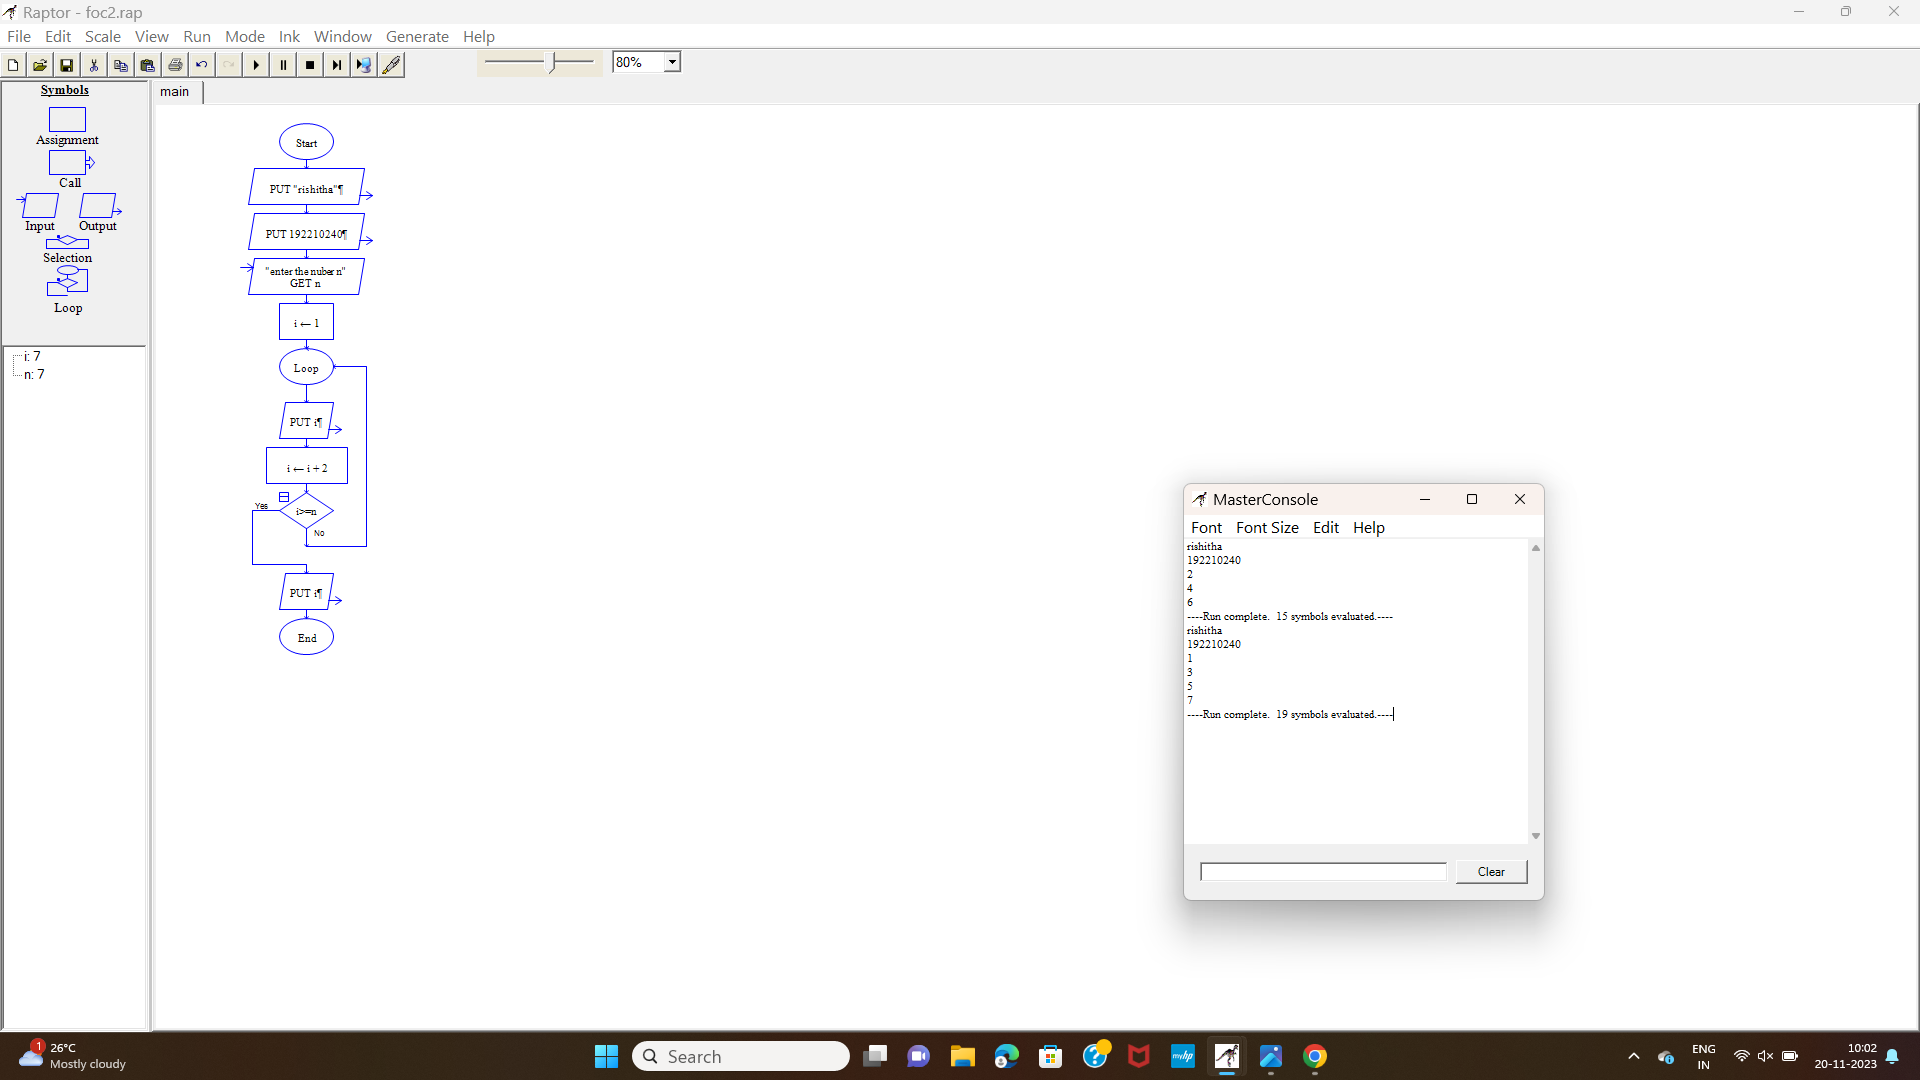 Raptor - foc2.rap
File Edit Scale View Run Mode Ink Window Generate Help
80%
Symbols
Assignment
Call
Input Output
Selection
Loop
i: 7
n: 7
main
Start
PUT "rishitha"¶
PUT 192210240¶
"enter the nuber n"
GET n
i ← 1
Loop
PUT i¶
i ← i + 2
Yes
i>=n
No
PUT i¶
End
MasterConsole
Font Font Size Edit Help
rishitha
192210240
2
4
6
----Run complete. 15 symbols evaluated.----
rishitha
192210240
1
3
5
7
----Run complete. 19 symbols evaluated.----
Clear
1
26°C
Mostly cloudy
Search
myhp
ENG
IN
10:02
20-11-2023